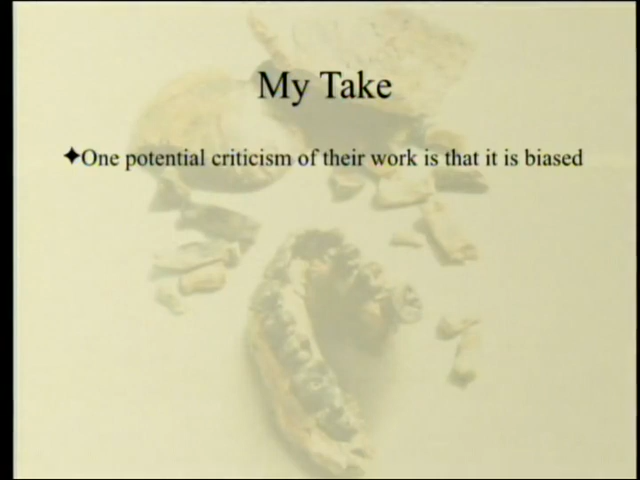 My Take
✦One potential criticism of their work is that it is biased